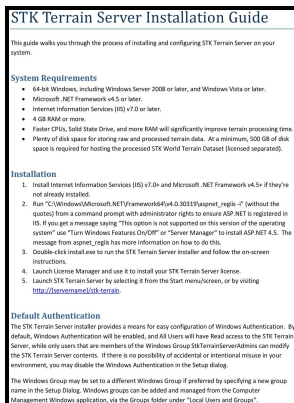 STK Terrain Server Installation Guide
This guide walks you through the process of installing and configuring STK Terrain Server on your
system.
System Requirements
• 64-bit Windows, including Windows Server 2008 or later, and Windows Vista or later.
• Microsoft .NET Framework v4.5 or later.
• Internet Information Services (IIS) v7.0 or later.
• 4 GB RAM or more.
• Faster CPUs, Solid State Drive, and more RAM will significantly improve terrain processing time.
• Plenty of disk space for storing raw and processed terrain data. At a minimum, 500 GB of disk
space is required for hosting the processed STK World Terrain Dataset (licensed separately).
Installation
1. Install Internet Information Services (IIS) v7.0+ and Microsoft .NET Framework v4.5+ if they're
not already installed.
2. Run "C:\Windows\Microsoft.NET\Framework64\v4.0.30319\aspnet_regiis -i" (without the
quotes) from a command prompt with administrator rights to ensure ASP.NET is registered in
IIS. If you get a message saying "This option is not supported on this version of the operating
system" use "Turn Windows Features On/Off" or "Server Manager" to install ASP.NET 4.5. The
message from aspnet_regiis has more information on how to do this.
3. Double-click install.exe to run the STK Terrain Server installer and follow the on-screen
instructions.
4. Launch License Manager and use it to install your STK Terrain Server license.
5. Launch STK Terrain Server by selecting it from the Start menu/screen, or by visiting
http://[servername]/stk-terrain.
Default Authentication
The STK Terrain Server installer provides a means for easy configuration of Windows Authentication. By
default, Windows Authentication will be enabled, and All Users will have Read access to the STK Terrain
Server, while only users that are members of the Windows Group StkTerrainServerAdmins can modify
the STK Terrain Server contents. If there is no possibility of accidental or intentional misuse in your
environment, you may disable the Windows Authentication in the Setup dialog.
The Windows Group may be set to a different Windows Group if preferred by specifying a new group
name in the Setup Dialog. Windows groups can be added and managed from the Computer
Management Windows application, via the Groups folder under "Local Users and Groups".